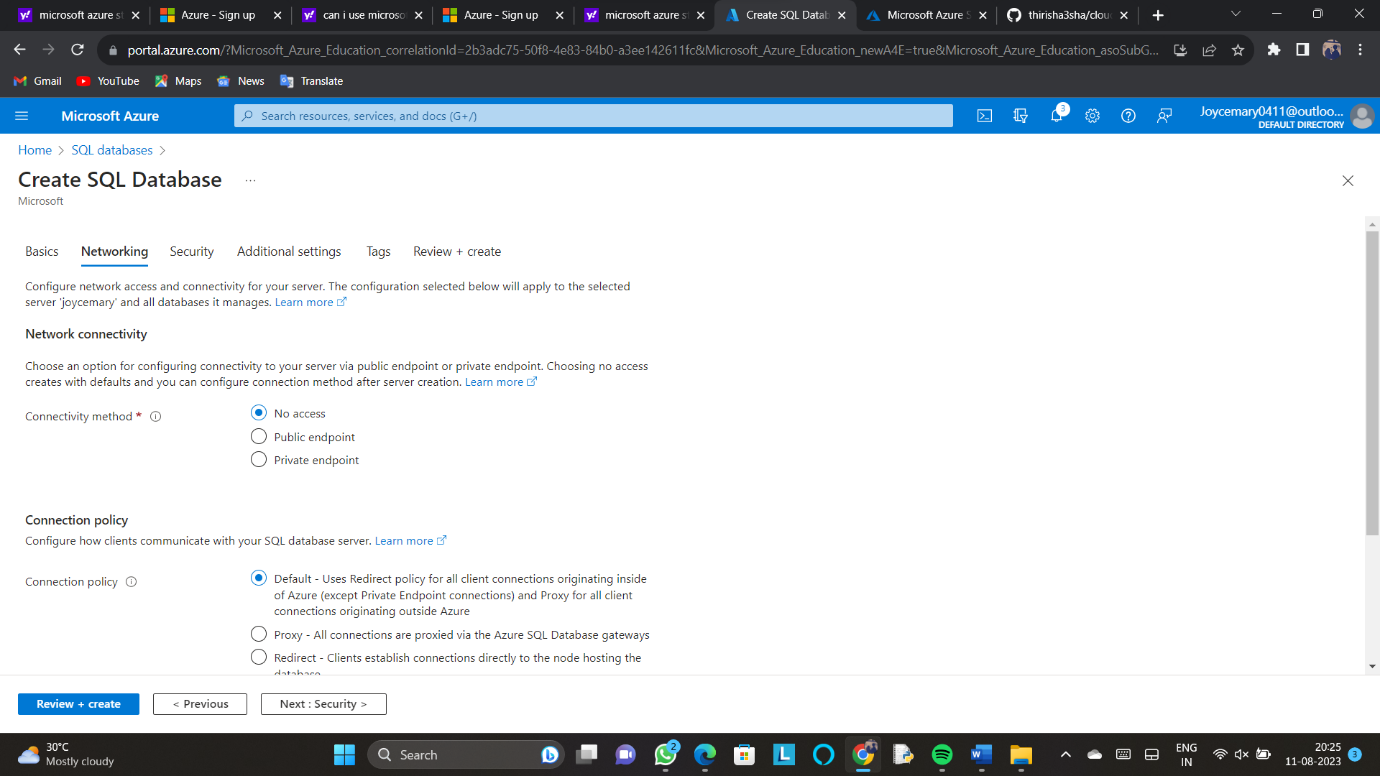 microsoft azure st
Azure - Sign up
can i use microso
Azure - Sign up
microsoft azure st
Create SQL Datab
Microsoft Azure S
thirisha3sha/clou
portal.azure.com/?Microsoft_Azure_Education_correlationId=2b3adc75-50f8-4e83-84b0-a3ee142611fc&Microsoft_Azure_Education_newA4E=true&Microsoft_Azure_Education_asoSubG...
Gmail
YouTube
Maps
News
Translate
Microsoft Azure
Search resources, services, and docs (G+/)
3
Joycemary0411@outloo...
DEFAULT DIRECTORY
Home > SQL databases >
Create SQL Database ...
Microsoft
Basics
Networking
Security
Additional settings
Tags
Review + create
Configure network access and connectivity for your server. The configuration selected below will apply to the selected
server 'joycemary' and all databases it manages. Learn more
Network connectivity
Choose an option for configuring connectivity to your server via public endpoint or private endpoint. Choosing no access
creates with defaults and you can configure connection method after server creation. Learn more
Connectivity method *
No access
Public endpoint
Private endpoint
Connection policy
Configure how clients communicate with your SQL database server. Learn more
Connection policy
Default - Uses Redirect policy for all client connections originating inside
of Azure (except Private Endpoint connections) and Proxy for all client
connections originating outside Azure
Proxy - All connections are proxied via the Azure SQL Database gateways
Redirect - Clients establish connections directly to the node hosting the
database
Review + create
< Previous
Next : Security >
30°C
Mostly cloudy
Search
2
ENG
IN
20:25
11-08-2023
3